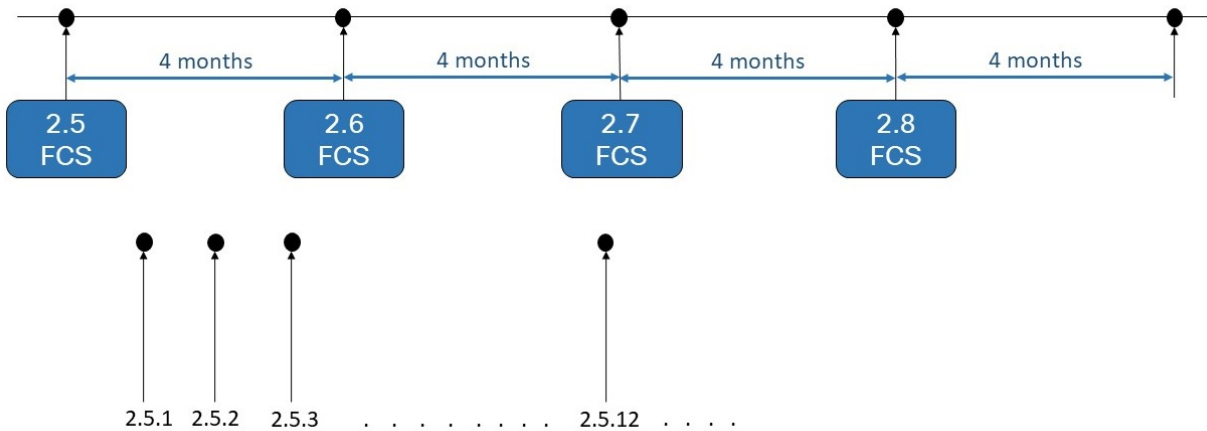 4 months
4 months
4 months
4 months
2.5
FCS
2.6
FCS
2.7
FCS
2.8
FCS
2.5.1 2.5.2 2.5.3 . . . . . . . . 2.5.12 . . . .